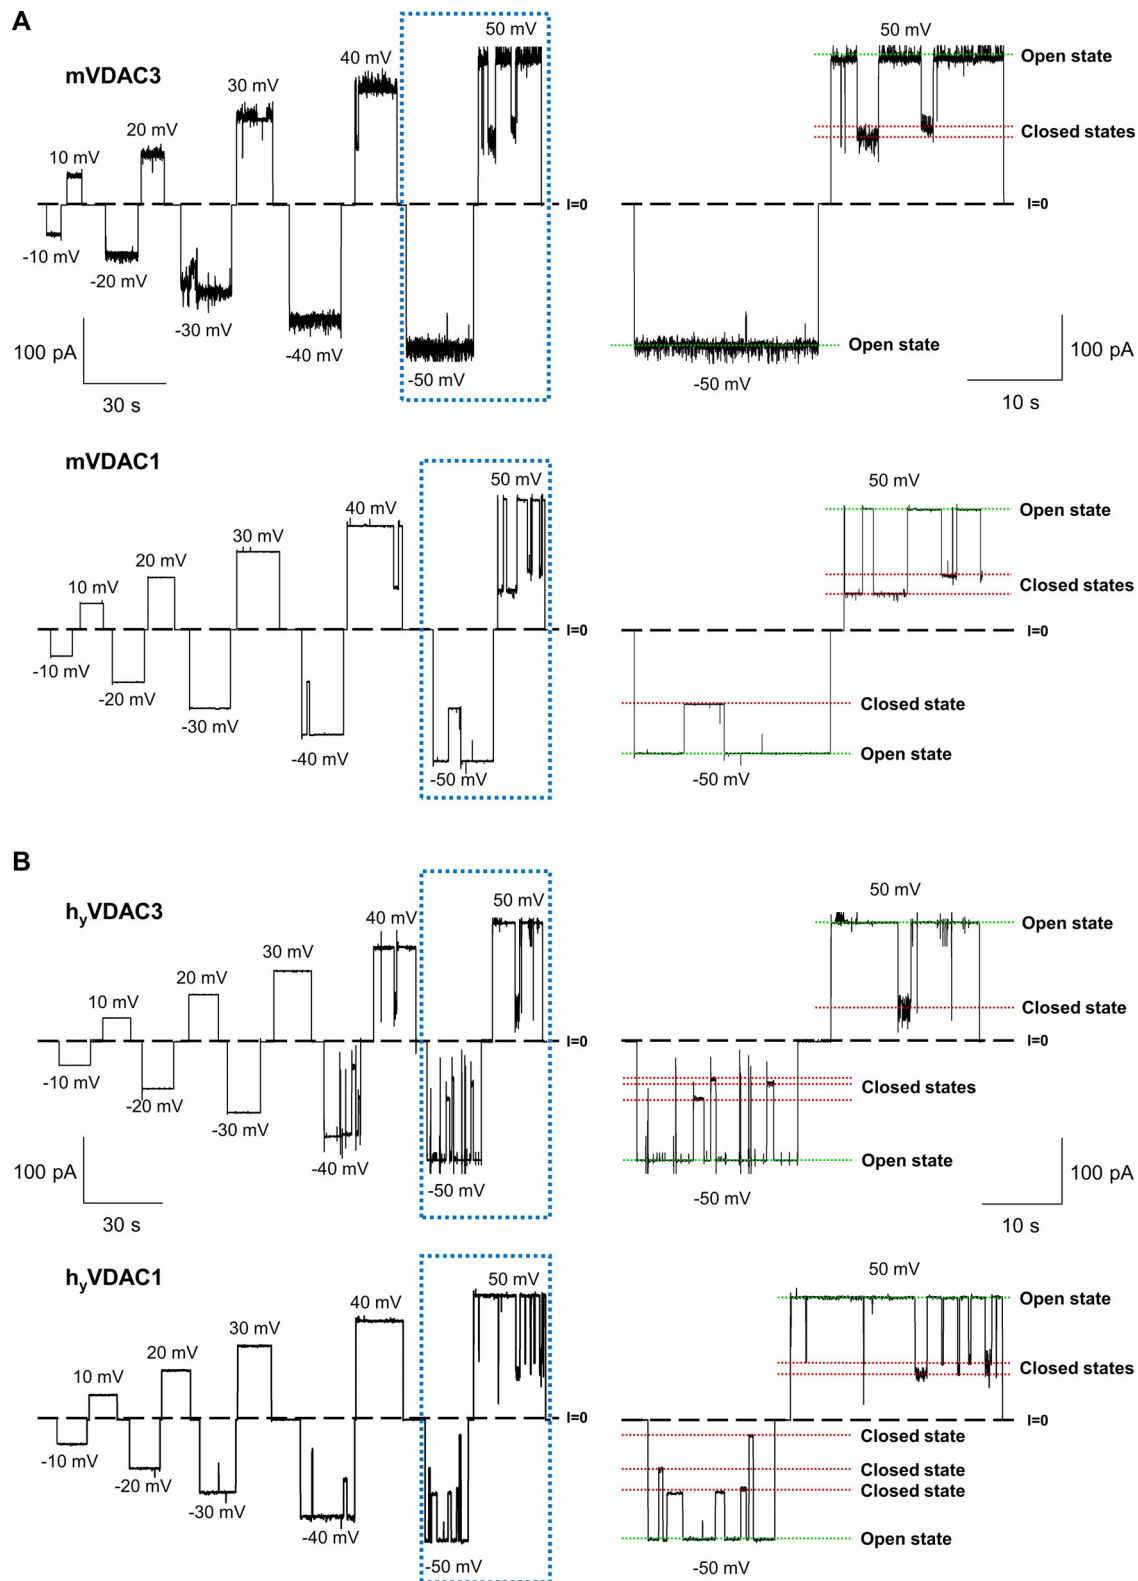 A
mVDAC3
10 mV
20 mV
30 mV
40 mV
50 mV
-10 mV
-20 mV
-30 mV
-40 mV
-50 mV
I=0
100 pA
30 s
50 mV
Open state
Closed states
I=0
Open state
-50 mV
100 pA
10 s
mVDAC1
10 mV
20 mV
30 mV
40 mV
50 mV
-10 mV
-20 mV
-30 mV
-40 mV
-50 mV
I=0
50 mV
Open state
Closed states
I=0
Closed state
Open state
-50 mV
B
hyVDAC3
10 mV
20 mV
30 mV
40 mV
50 mV
-10 mV
-20 mV
-30 mV
-40 mV
-50 mV
I=0
100 pA
30 s
50 mV
Open state
Closed state
I=0
Closed states
Open state
-50 mV
100 pA
10 s
hyVDAC1
10 mV
20 mV
30 mV
40 mV
50 mV
-10 mV
-20 mV
-30 mV
-40 mV
-50 mV
I=0
50 mV
Open state
Closed states
I=0
Closed state
Closed state
Closed state
Open state
-50 mV